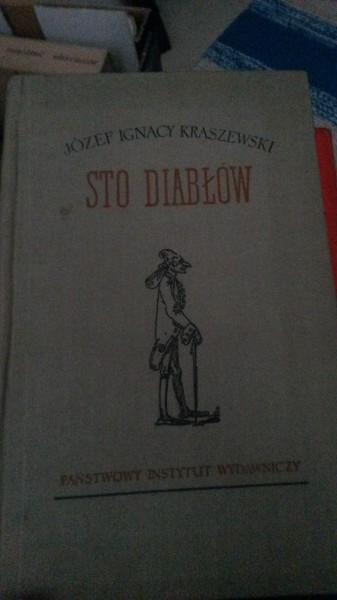 JÓZEF IGNACY KRASZEWSKI
STO DIABŁÓW
PAŃSTWOWY INSTYTUT WYDAWNICZY